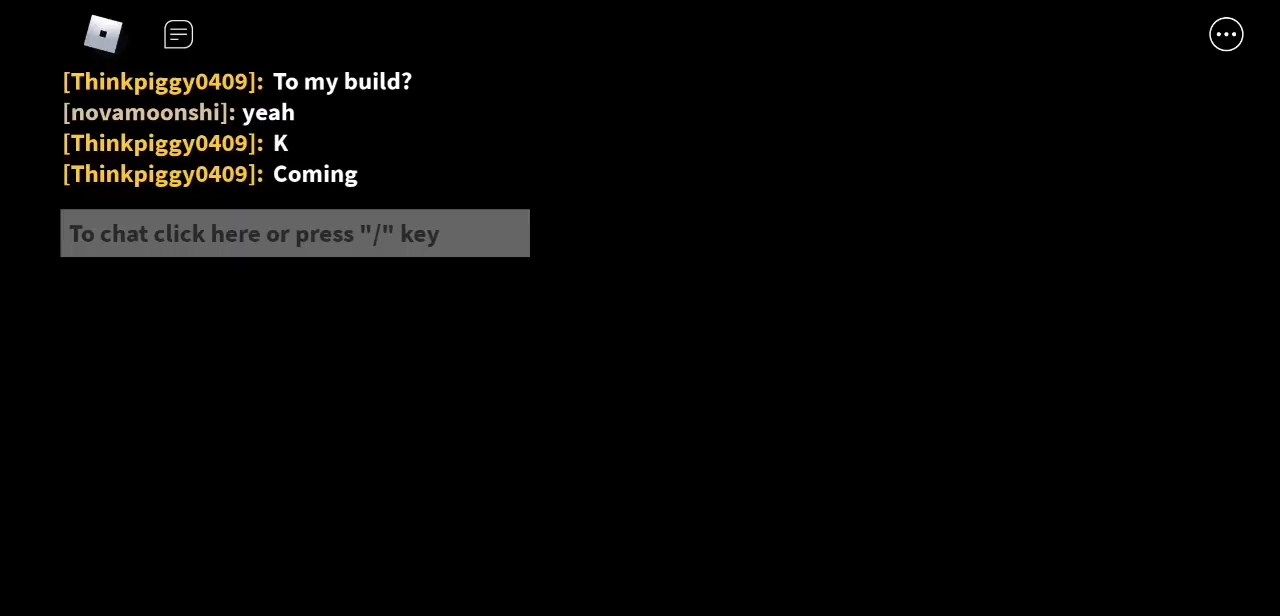 [Thinkpiggy0409]: To my build?
[novamoonshi]: yeah
[Thinkpiggy0409]: K
[Thinkpiggy0409]: Coming
To chat click here or press "/" key